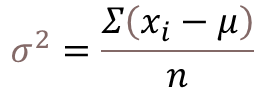 σ² = Σ(xᵢ − μ) / n